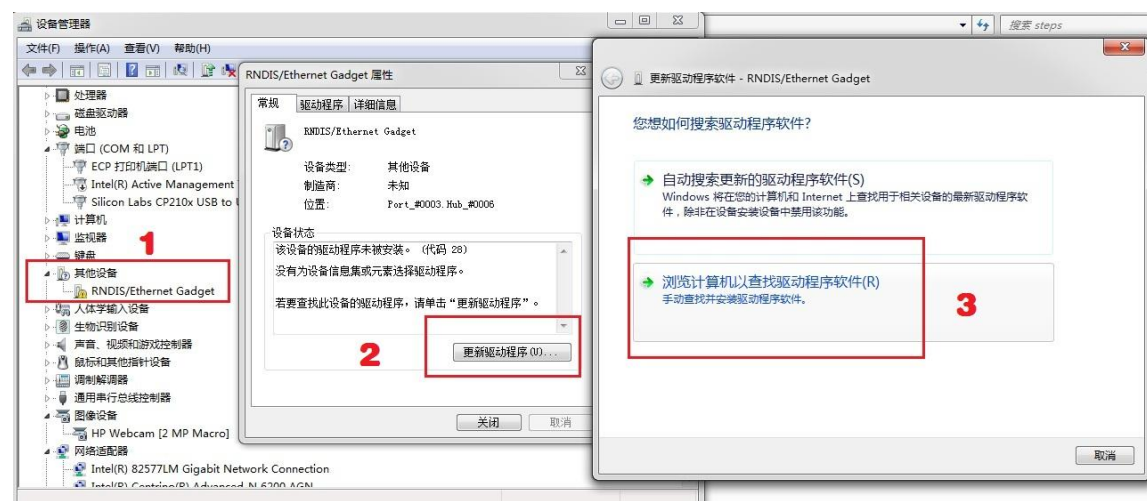 设备管理器
文件(F) 操作(A) 查看(V) 帮助(H)
处理器
磁盘驱动器
电池
端口 (COM 和 LPT)
ECP 打印机端口 (LPT1)
Intel(R) Active Management
Silicon Labs CP210x USB to
计算机
监视器
1
键盘
其他设备
RNDIS/Ethernet Gadget
人体学输入设备
生物识别设备
声音、视频和游戏控制器
鼠标和其他指针设备
调制解调器
通用串行总线控制器
图像设备
HP Webcam [2 MP Macro]
网络适配器
Intel(R) 82577LM Gigabit Network Connection
Intel(R) Centrino(R) Advanced-N 6200 AGN
RNDIS/Ethernet Gadget 属性
常规 驱动程序 详细信息
RNDIS/Ethernet Gadget
设备类型: 其他设备
制造商: 未知
位置: Port_#0003.Hub_#0006
设备状态
该设备的驱动程序未被安装。 (代码 28)
没有为设备信息集或元素选择驱动程序。
若要查找此设备的驱动程序，请单击“更新驱动程序”。
2
更新驱动程序(U)...
关闭 取消
搜索 steps
更新驱动程序软件 - RNDIS/Ethernet Gadget
您想如何搜索驱动程序软件?
自动搜索更新的驱动程序软件(S)
Windows 将在您的计算机和 Internet 上查找用于相关设备的最新驱动程序软
件，除非在设备安装设备中禁用该功能。
浏览计算机以查找驱动程序软件(R)
手动查找并安装驱动程序软件。
3
取消